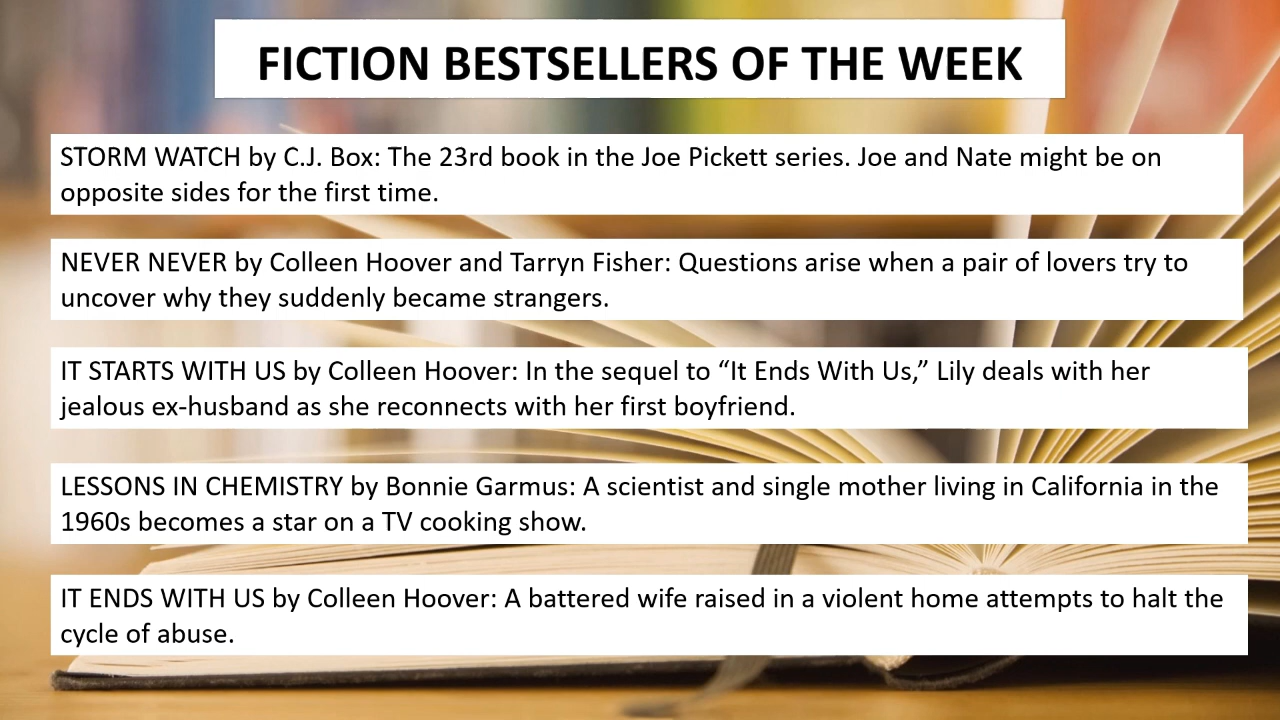 FICTION BESTSELLERS OF THE WEEK
STORM WATCH by C.J. Box: The 23rd book in the Joe Pickett series. Joe and Nate might be on
opposite sides for the first time.
NEVER NEVER by Colleen Hoover and Tarryn Fisher: Questions arise when a pair of lovers try to
uncover why they suddenly became strangers.
IT STARTS WITH US by Colleen Hoover: In the sequel to “It Ends With Us,” Lily deals with her
jealous ex-husband as she reconnects with her first boyfriend.
LESSONS IN CHEMISTRY by Bonnie Garmus: A scientist and single mother living in California in the
1960s becomes a star on a TV cooking show.
IT ENDS WITH US by Colleen Hoover: A battered wife raised in a violent home attempts to halt the
cycle of abuse.